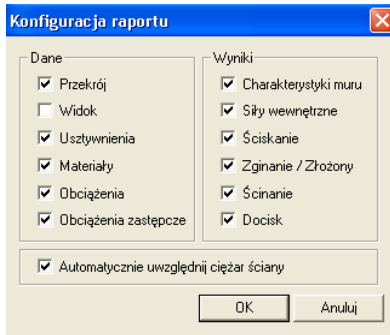 Konfiguracja raportu
Dane
Przekrój
Widok
Usztywnienia
Materiały
Obciążenia
Obciążenia zastępcze
Wyniki
Charakterystyki muru
Siły wewnętrzne
Ściskanie
Zginanie / Złożony
Ścinanie
Docisk
Automatycznie uwzględnij ciężar ściany
OK
Anuluj